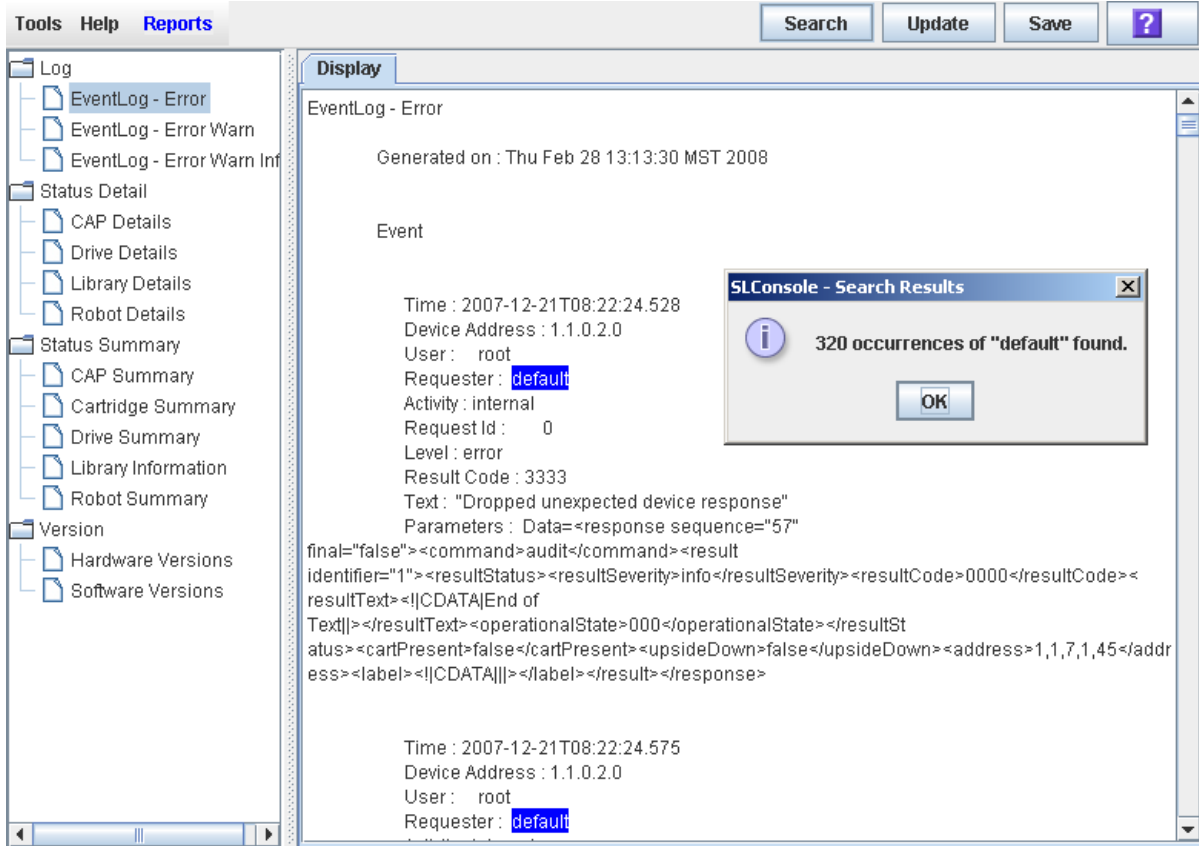 Tools Help Reports
Search Update Save ?
Log
EventLog - Error
EventLog - Error Warn
EventLog - Error Warn Inf
Status Detail
CAP Details
Drive Details
Library Details
Robot Details
Status Summary
CAP Summary
Cartridge Summary
Drive Summary
Library Information
Robot Summary
Version
Hardware Versions
Software Versions
Display
EventLog - Error
Generated on : Thu Feb 28 13:13:30 MST 2008
Event
Time : 2007-12-21T08:22:24.528
Device Address : 1.1.0.2.0
User : root
Requester : default
Activity : internal
Request Id : 0
Level : error
Result Code : 3333
Text : "Dropped unexpected device response"
Parameters : Data=<response sequence="57"
final="false"><command>audit</command><result
identifier="1"><resultStatus><resultSeverity>info</resultSeverity><resultCode>0000</resultCode><
resultText><!|CDATA|End of
Text||></resultText><operationalState>000</operationalState></resultSt
atus><cartPresent>false</cartPresent><upsideDown>false</upsideDown><address>1,1,7,1,45</addr
ess><label><!|CDATA|||></label></result></response>
Time : 2007-12-21T08:22:24.575
Device Address : 1.1.0.2.0
User : root
Requester : default
SLConsole - Search Results
320 occurrences of "default" found.
OK